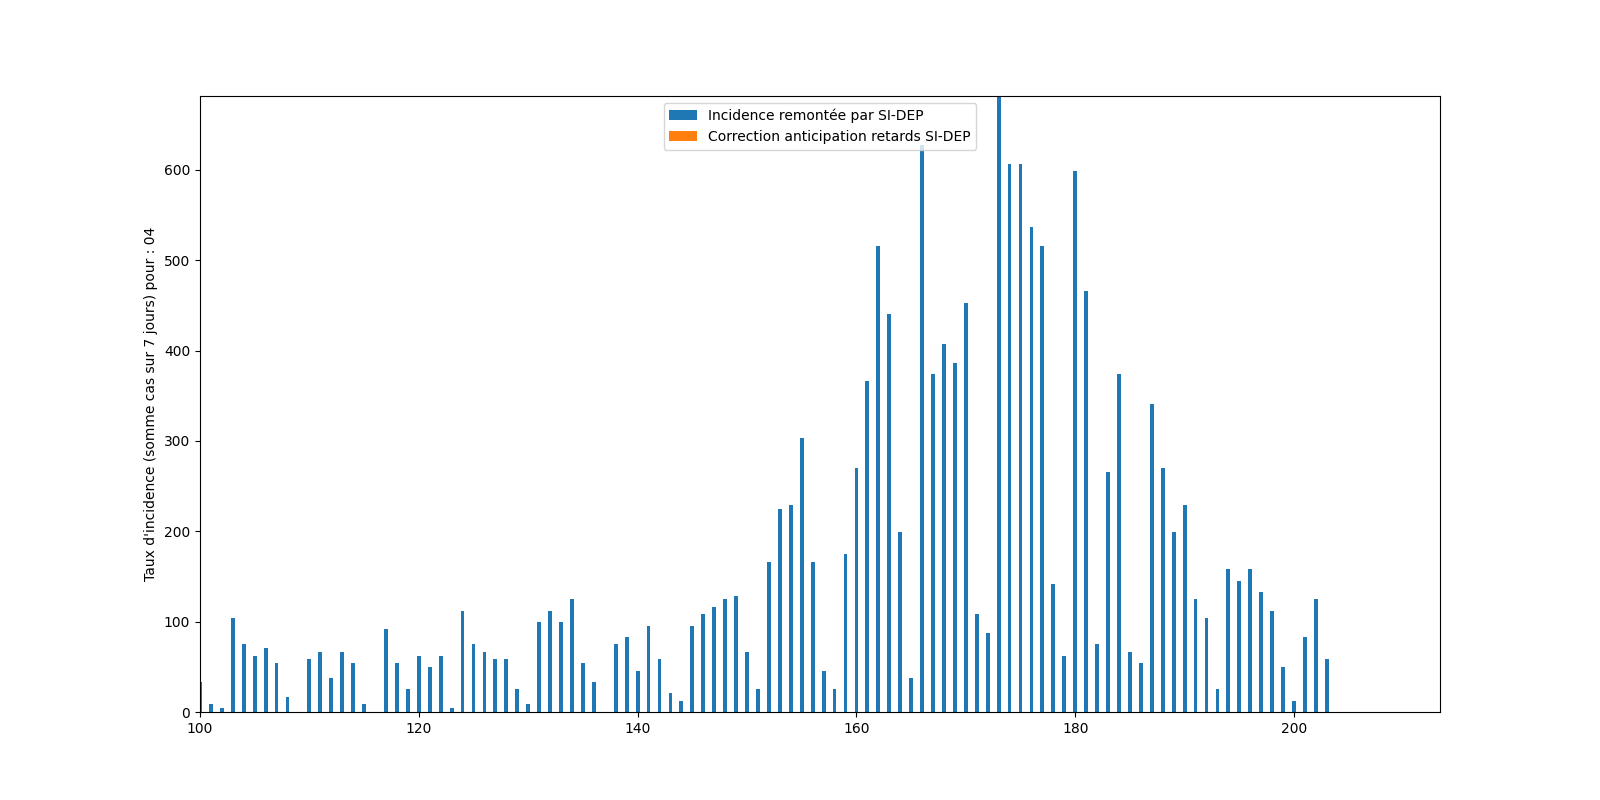 Incidence remontée par SI-DEP
Correction anticipation retards SI-DEP
Taux d'incidence (somme cas sur 7 jours) pour : 04
600
500
400
300
200
100
0
100 120 140 160 180 200